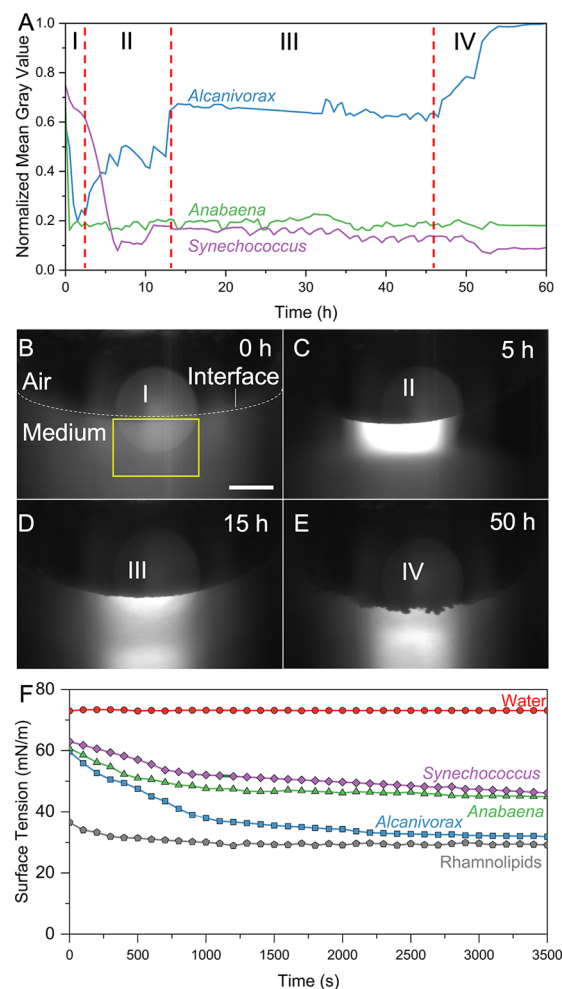 A
I II III IV
Alcanivorax
Anabaena
Synechococcus
Normalized Mean Gray Value
1.0
0.8
0.6
0.4
0.2
0.0
0 10 20 30 40 50 60
Time (h)
B 0 h
Air I Interface
Medium
C 5 h
II
D 15 h
III
E 50 h
IV
F
80
60
40
20
0
Surface Tension (mN/m)
Water
Synechococcus
Anabaena
Alcanivorax
Rhamnolipids
0 500 1000 1500 2000 2500 3000 3500
Time (s)